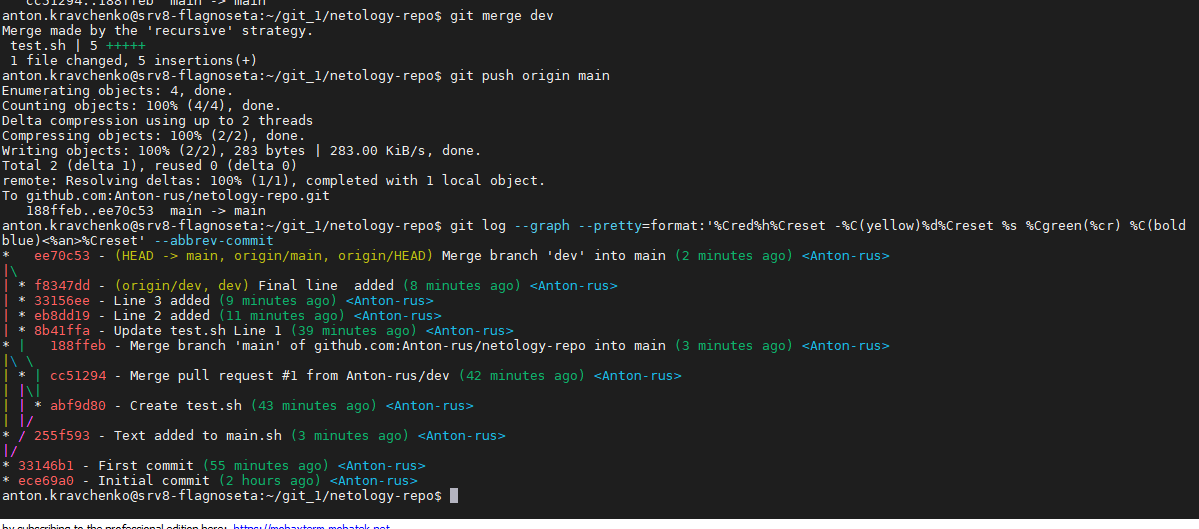 cc51294..188ffeb  main -> main
anton.kravchenko@srv8-flagnoseta:~/git_1/netology-repo$ git merge dev
Merge made by the 'recursive' strategy.
 test.sh | 5 +++++
 1 file changed, 5 insertions(+)
anton.kravchenko@srv8-flagnoseta:~/git_1/netology-repo$ git push origin main
Enumerating objects: 4, done.
Counting objects: 100% (4/4), done.
Delta compression using up to 2 threads
Compressing objects: 100% (2/2), done.
Writing objects: 100% (2/2), 283 bytes | 283.00 KiB/s, done.
Total 2 (delta 1), reused 0 (delta 0)
remote: Resolving deltas: 100% (1/1), completed with 1 local object.
To github.com:Anton-rus/netology-repo.git
   188ffeb..ee70c53  main -> main
anton.kravchenko@srv8-flagnoseta:~/git_1/netology-repo$ git log --graph --pretty=format:'%Cred%h%Creset -%C(yellow)%d%Creset %s %Cgreen(%cr) %C(bold
blue)<%an>%Creset' --abbrev-commit
*   ee70c53 - (HEAD -> main, origin/main, origin/HEAD) Merge branch 'dev' into main (2 minutes ago) <Anton-rus>
|\
| * f8347dd - (origin/dev, dev) Final line  added (8 minutes ago) <Anton-rus>
| * 33156ee - Line 3 added (9 minutes ago) <Anton-rus>
| * eb8dd19 - Line 2 added (11 minutes ago) <Anton-rus>
| * 8b41ffa - Update test.sh Line 1 (39 minutes ago) <Anton-rus>
* |   188ffeb - Merge branch 'main' of github.com:Anton-rus/netology-repo into main (3 minutes ago) <Anton-rus>
|\ \
| * | cc51294 - Merge pull request #1 from Anton-rus/dev (42 minutes ago) <Anton-rus>
| |\|
| | * abf9d80 - Create test.sh (43 minutes ago) <Anton-rus>
| |/
* / 255f593 - Text added to main.sh (3 minutes ago) <Anton-rus>
|/
* 33146b1 - First commit (55 minutes ago) <Anton-rus>
* ece69a0 - Initial commit (2 hours ago) <Anton-rus>
anton.kravchenko@srv8-flagnoseta:~/git_1/netology-repo$
by subscribing to the professional edition here: https://mobaxterm.mobatek.net